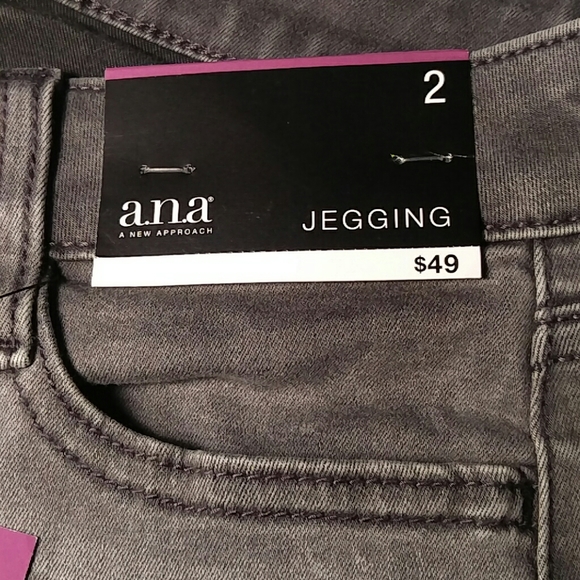 2
a.n.a®
A NEW APPROACH
JEGGING
$49